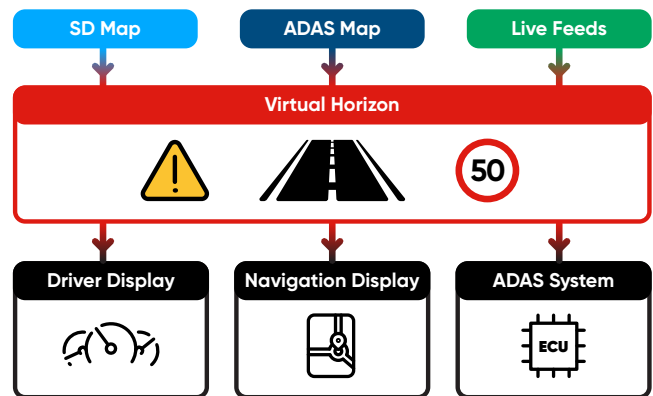 SD Map
ADAS Map
Live Feeds
Virtual Horizon
50
Driver Display
Navigation Display
ADAS System
ECU